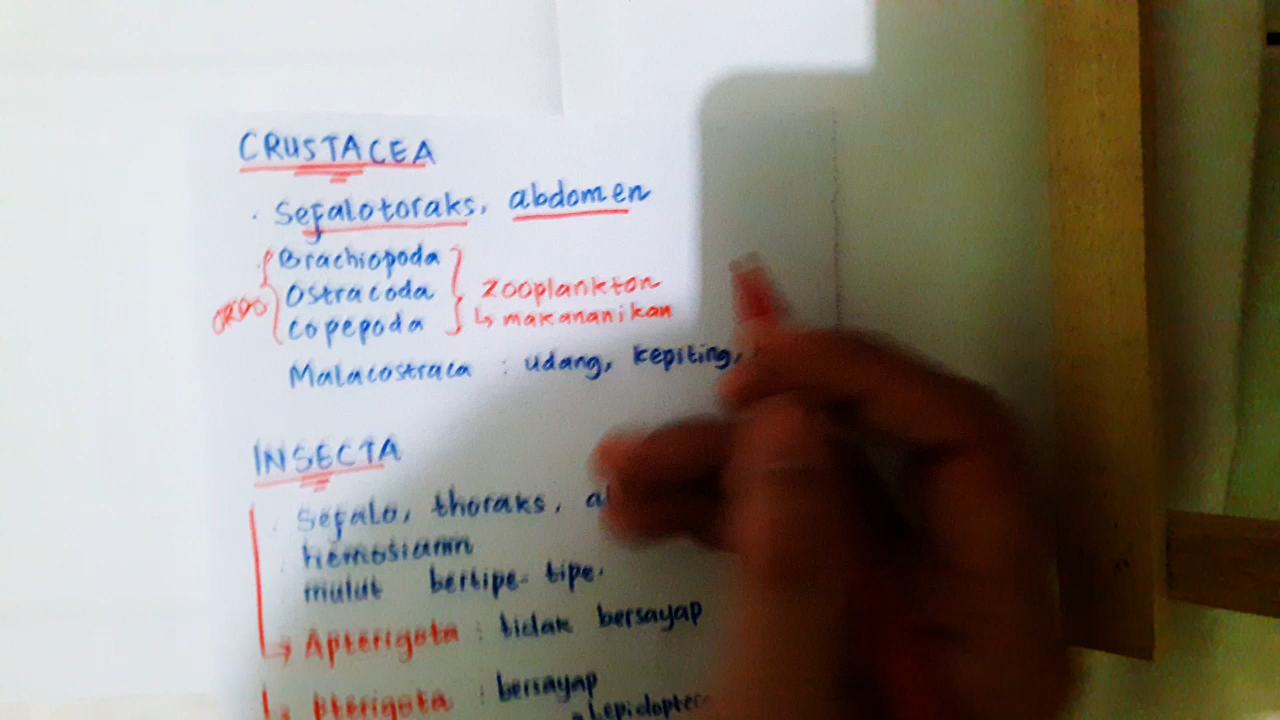 CRUSTACEA
· Sefalotoraks, abdomen
Brachiopoda
ORDO Ostracoda Zooplankton
Copepoda ↳ makanan ikan
Malacostraca : udang, kepiting,
INSECTA
· Sefalo, thoraks,
· hemosianin
mulut bertipe-tipe.
→ Apterigota : tidak bersayap
Pterigota : bersayap